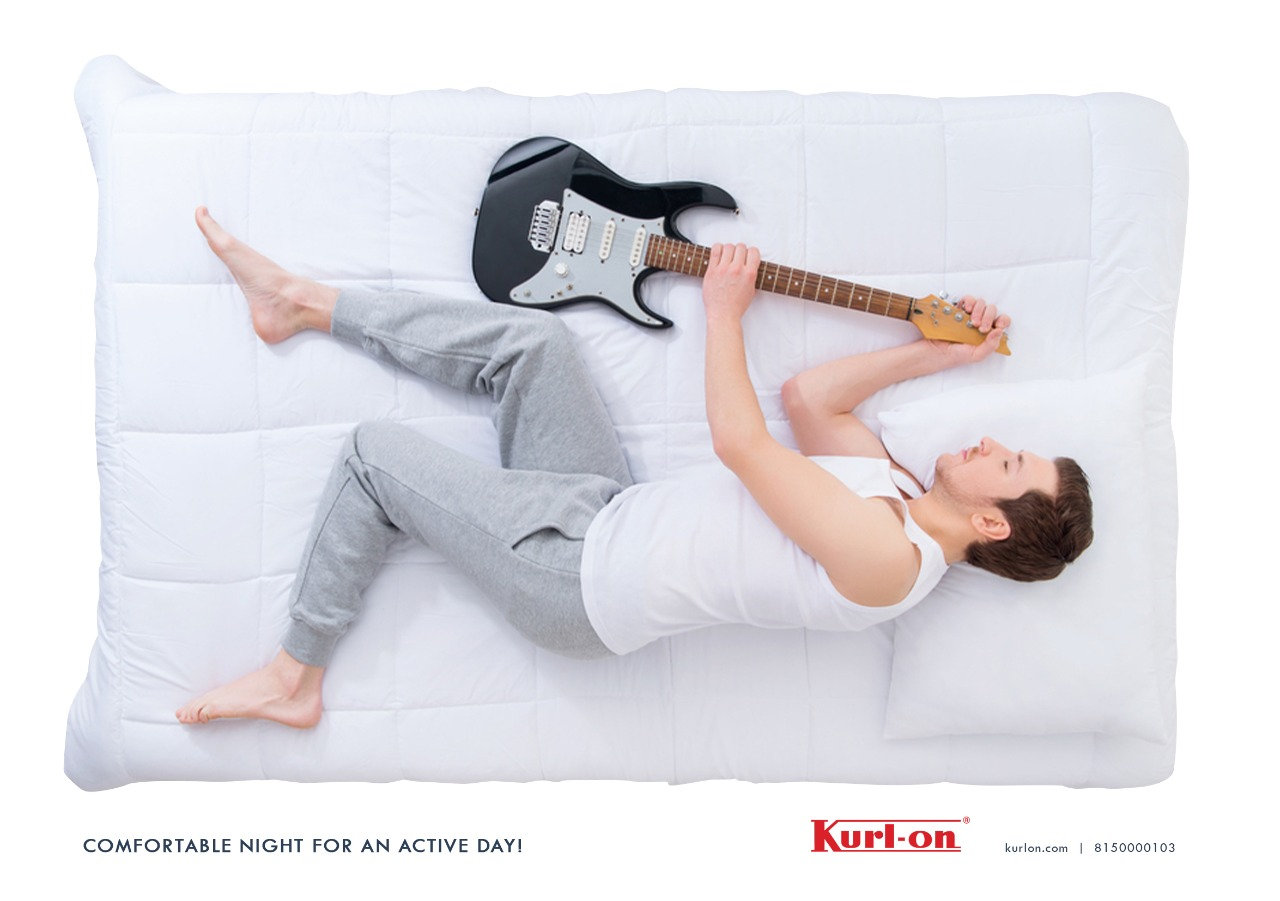 COMFORTABLE NIGHT FOR AN ACTIVE DAY!
Kurl-on®
kurlon.com | 8150000103